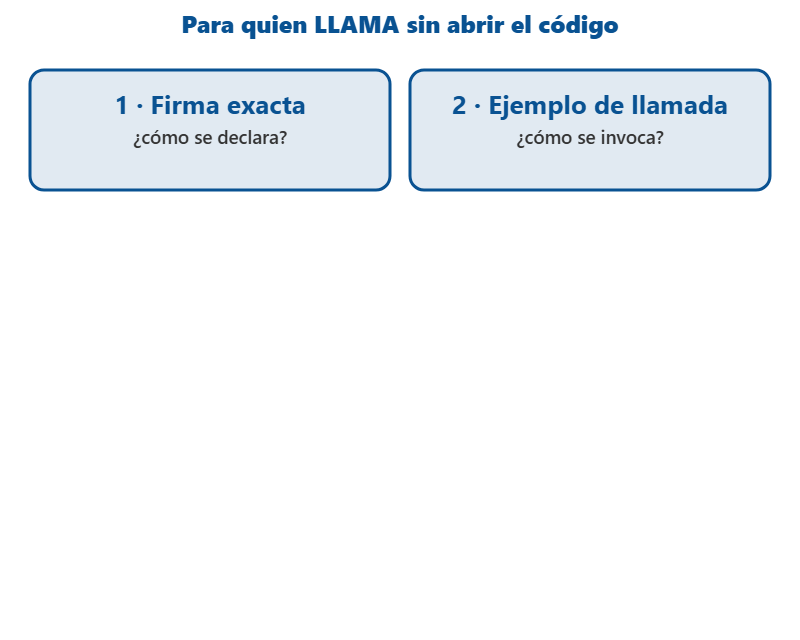 Para quien LLAMA sin abrir el código
1 · Firma exacta
¿cómo se declara?
2 · Ejemplo de llamada
¿cómo se invoca?